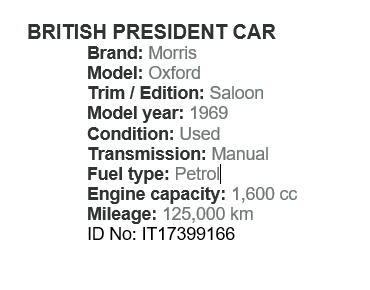 BRITISH PRESIDENT CAR
Brand: Morris
Model: Oxford
Trim / Edition: Saloon
Model year: 1969
Condition: Used
Transmission: Manual
Fuel type: Petrol
Engine capacity: 1,600 cc
Mileage: 125,000 km
ID No: IT17399166